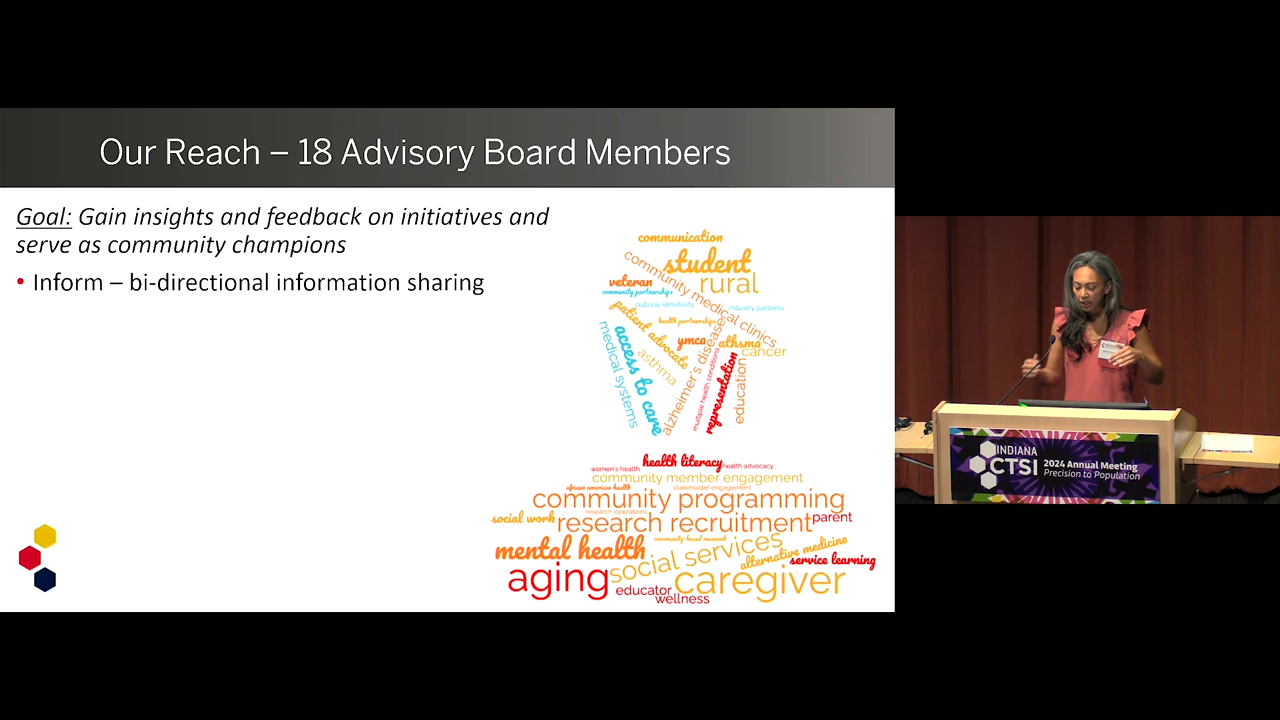 Our Reach – 18 Advisory Board Members
Goal: Gain insights and feedback on initiatives and
serve as community champions
• Inform – bi-directional information sharing
communication
student
community medical clinics
rural
veteran
community partnerships
cultural sensitivity
industry partners
patient advocate
health partnerships
ymca
athsma
cancer
medical systems
access to care
asthma
alzheimer's disease
multiple health conditions
representation
education
health literacy
women's health
health advocacy
community member engagement
african american health
stakeholder engagement
community programming
research operations
social work
research recruitment
parent
community based research
mental health
social services
alternative medicine
service learning
aging
caregiver
educator
wellness
INDIANA
CTSI
2024 Annual Meeting
Precision to Population